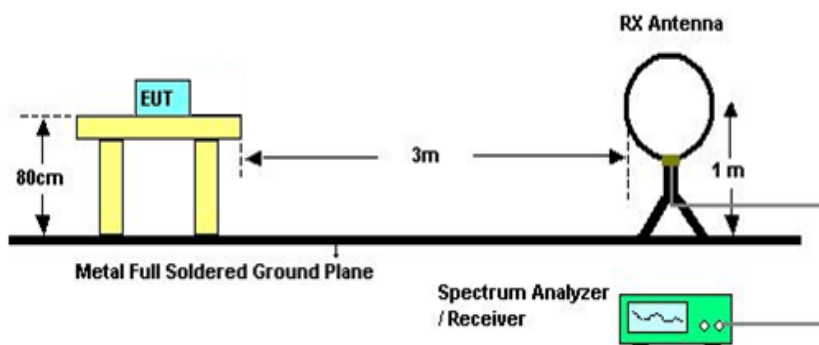 RX Antenna
EUT
3m
80cm
1 m
Metal Full Soldered Ground Plane
Spectrum Analyzer
/ Receiver